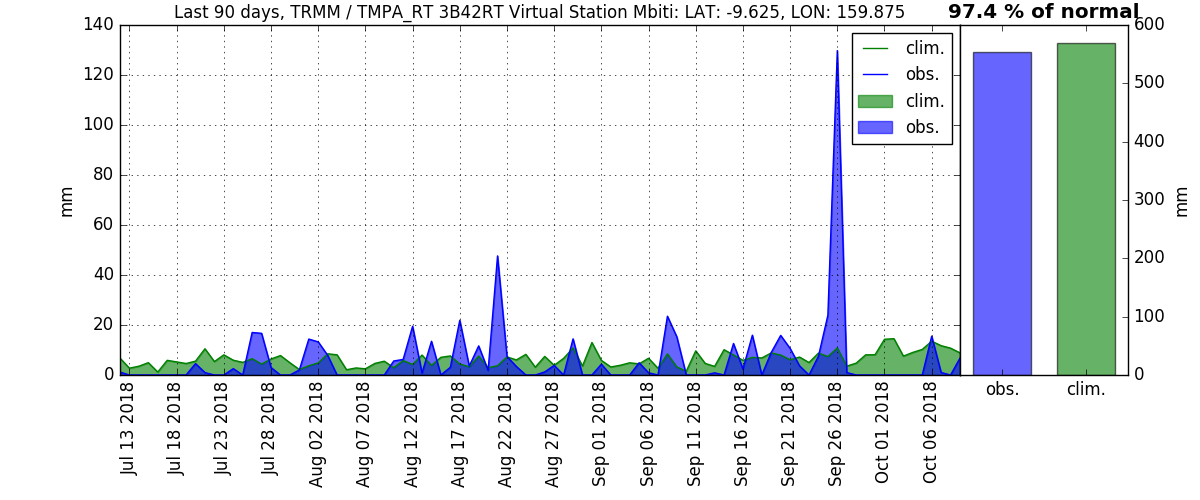 Last 90 days, TRMM / TMPA_RT 3B42RT Virtual Station Mbiti: LAT: -9.625, LON: 159.875
97.4 % of normal
140
120
100
80
60
40
20
0
mm
clim.
obs.
clim.
obs.
600
500
400
300
200
100
0
mm
obs.
clim.
Jul 13 2018
Jul 18 2018
Jul 23 2018
Jul 28 2018
Aug 02 2018
Aug 07 2018
Aug 12 2018
Aug 17 2018
Aug 22 2018
Aug 27 2018
Sep 01 2018
Sep 06 2018
Sep 11 2018
Sep 16 2018
Sep 21 2018
Sep 26 2018
Oct 01 2018
Oct 06 2018